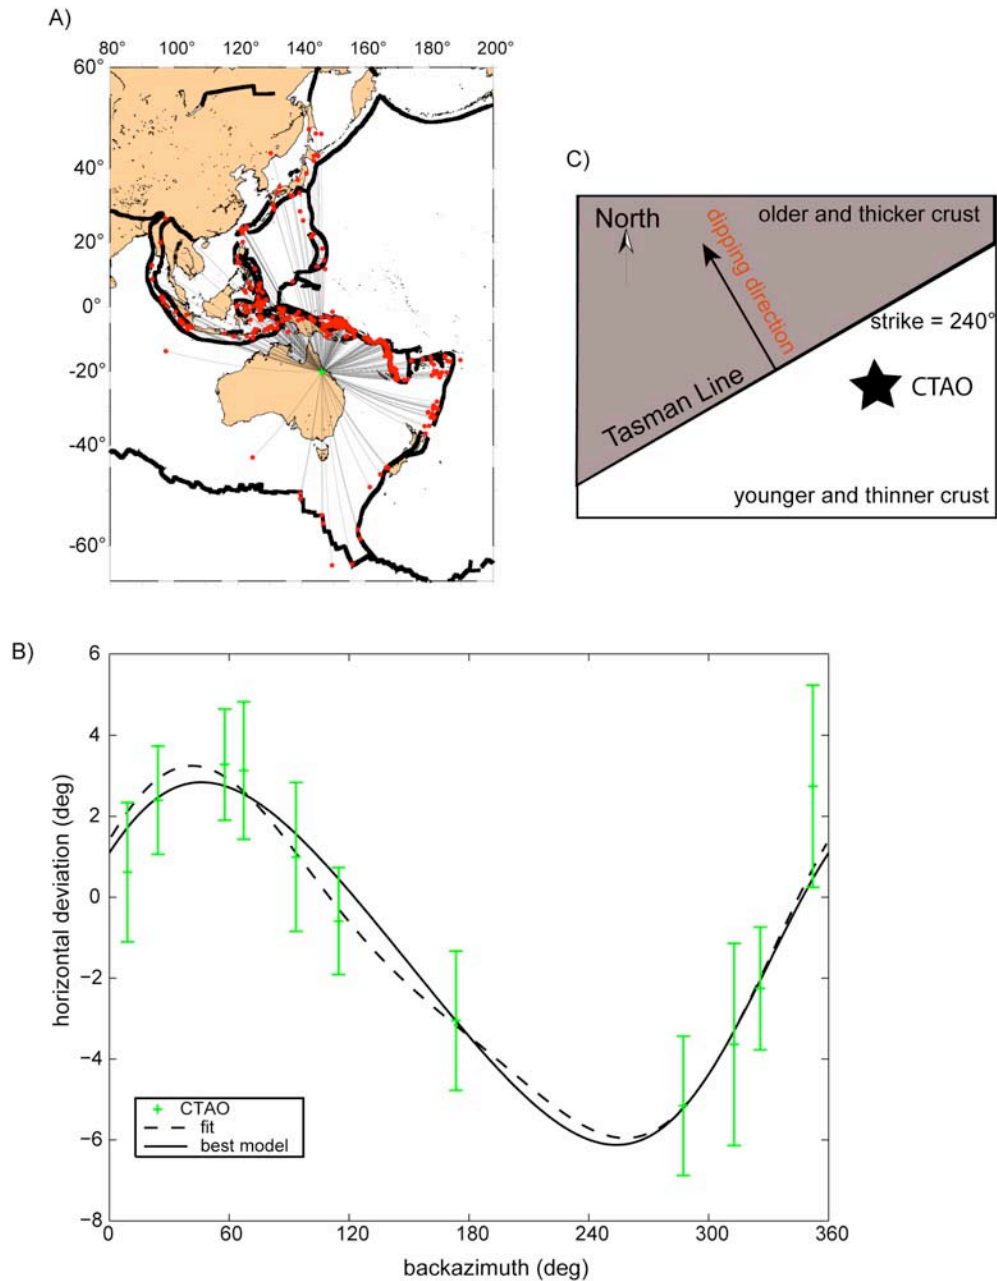 A)
80° 100° 120° 140° 160° 180° 200°
60°
40°
20°
0°
−20°
−40°
−60°
C)
North
dipping direction
older and thicker crust
strike = 240°
Tasman Line
CTAO
younger and thinner crust
B)
6
4
2
0
−2
−4
−6
−8
horizontal deviation (deg)
CTAO
fit
best model
0 60 120 180 240 300 360
backazimuth (deg)